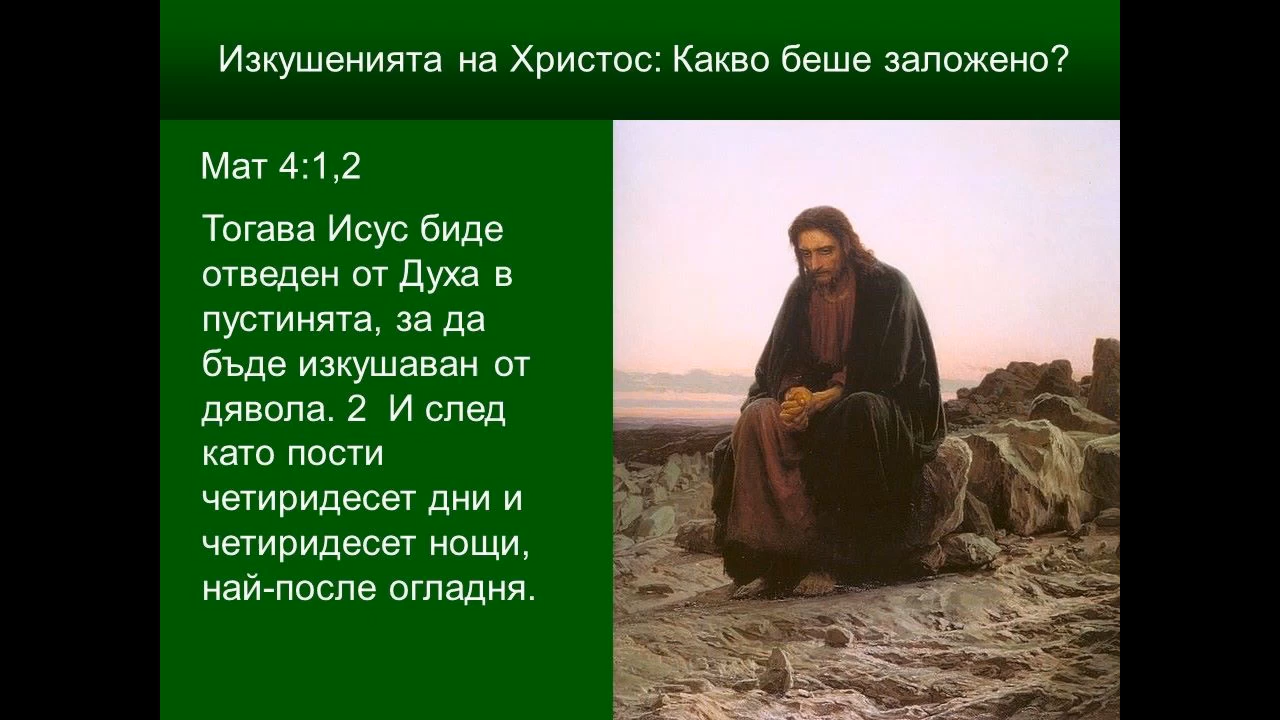 Изкушенията на Христос: Какво беше заложено?
Мат 4:1,2
Тогава Исус биде
отведен от Духа в
пустинята, за да
бъде изкушаван от
дявола. 2  И след
като пости
четиридесет дни и
четиридесет нощи,
най-после огладня.